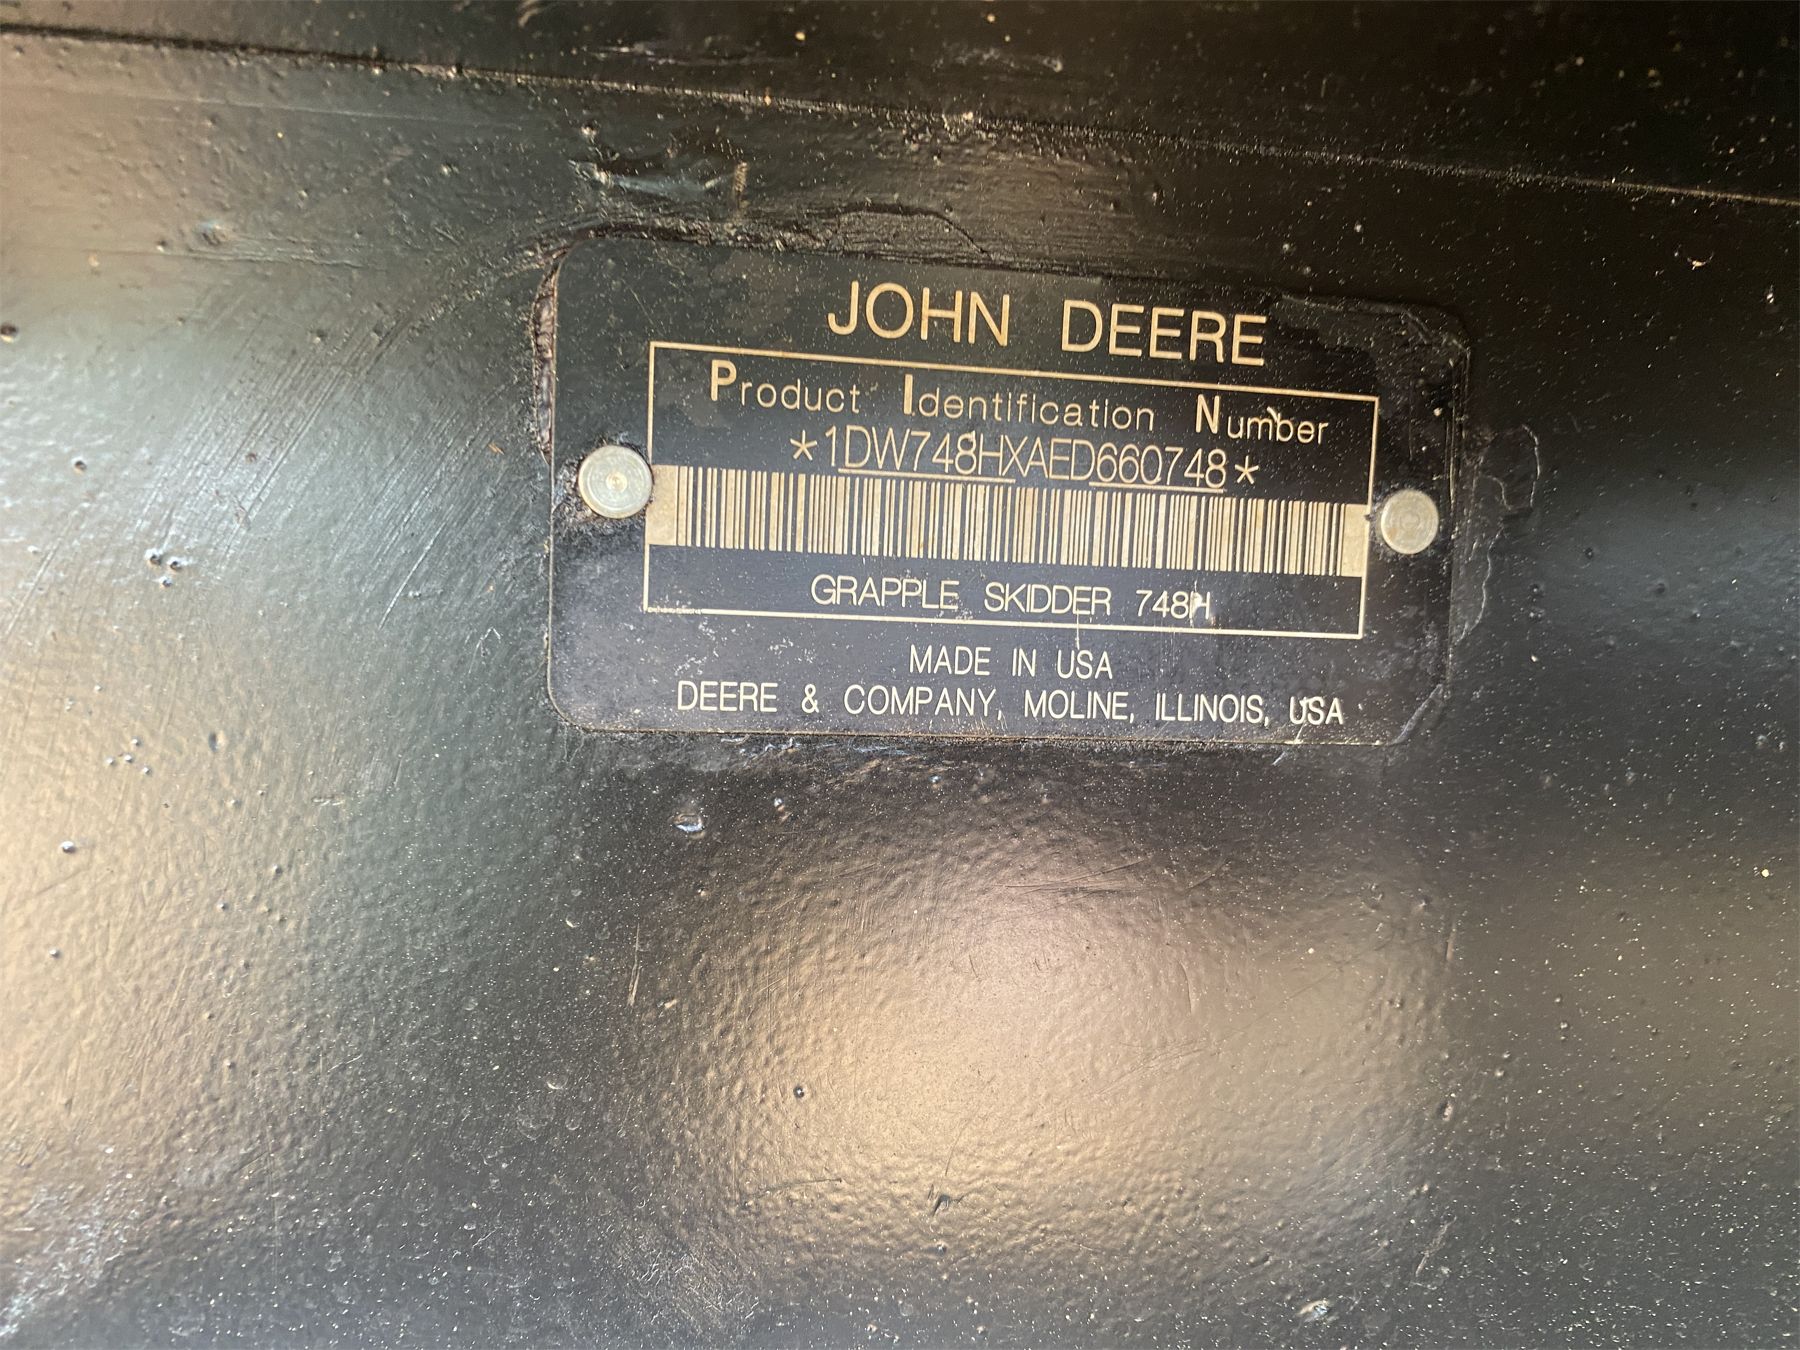 JOHN DEERE
Product Identification Number
*1DW748HXAED660748*
GRAPPLE SKIDDER 748H
MADE IN USA
DEERE & COMPANY, MOLINE, ILLINOIS, USA